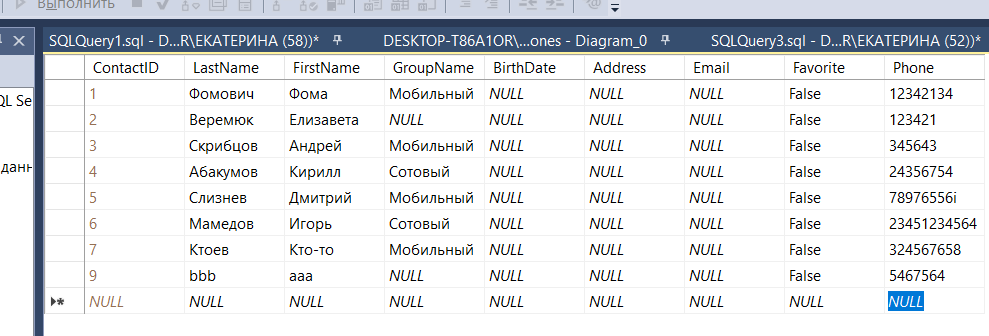 Выполнить
SQLQuery1.sql - D...R\ЕКАТЕРИНА (58))* DESKTOP-T86A1OR\...ones - Diagram_0 SQLQuery3.sql - D...R\ЕКАТЕРИНА (52))*
ContactID LastName FirstName GroupName BirthDate Address Email Favorite Phone
QL Se
1 Фомович Фома Мобильный NULL NULL NULL False 12342134
2 Веремюк Елизавета NULL NULL NULL NULL False 123421
3 Скрибцов Андрей Мобильный NULL NULL NULL False 345643
данн
4 Абакумов Кирилл Сотовый NULL NULL NULL False 24356754
5 Слизнев Дмитрий Мобильный NULL NULL NULL False 78976556i
6 Мамедов Игорь Сотовый NULL NULL NULL False 23451234564
7 Ктоев Кто-то Мобильный NULL NULL NULL False 324567658
9 bbb aaa NULL NULL NULL NULL False 5467564
NULL NULL NULL NULL NULL NULL NULL NULL NULL